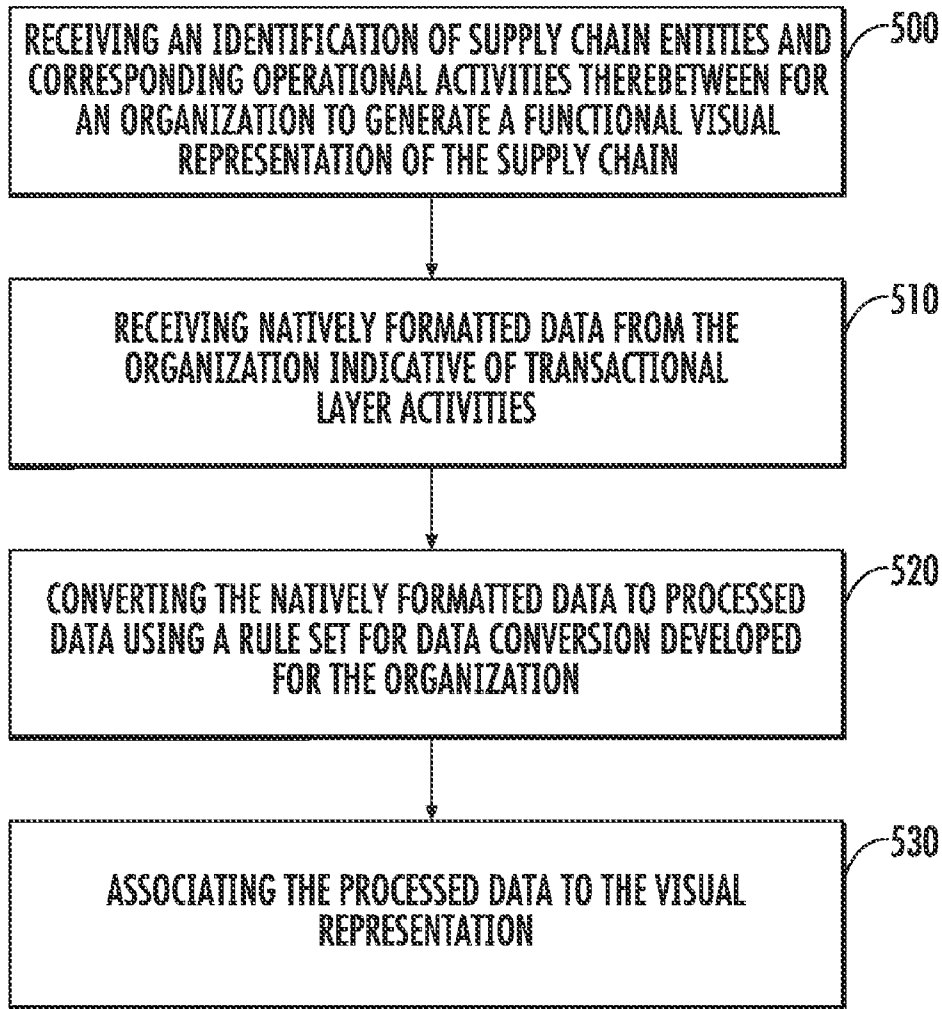 RECEIVING AN IDENTIFICATION OF SUPPLY CHAIN ENTITIES AND
CORRESPONDING OPERATIONAL ACTIVITIES THEREBETWEEN FOR
AN ORGANIZATION TO GENERATE A FUNCTIONAL VISUAL
REPRESENTATION OF THE SUPPLY CHAIN
500
RECEIVING NATIVELY FORMATTED DATA FROM THE
ORGANIZATION INDICATIVE OF TRANSACTIONAL
LAYER ACTIVITIES
510
CONVERTING THE NATIVELY FORMATTED DATA TO PROCESSED
DATA USING A RULE SET FOR DATA CONVERSION DEVELOPED
FOR THE ORGANIZATION
520
ASSOCIATING THE PROCESSED DATA TO THE VISUAL
REPRESENTATION
530